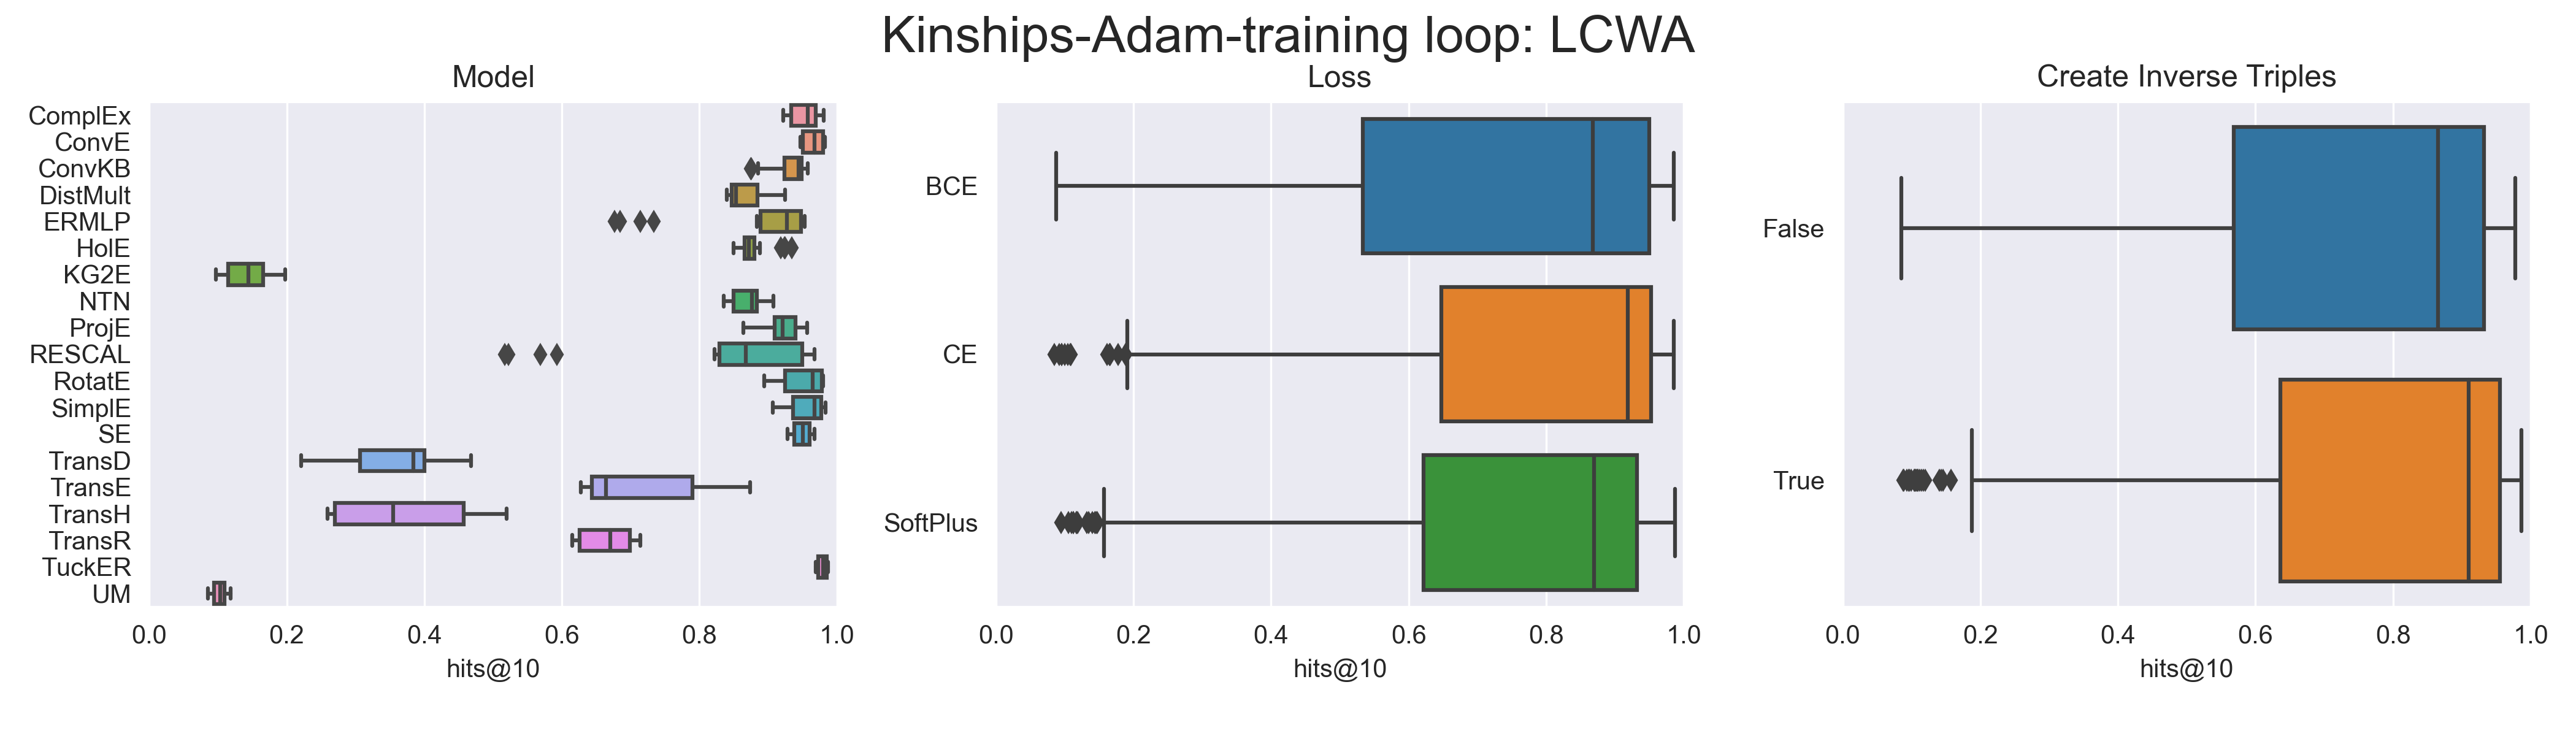 Kinships-Adam-training loop: LCWA
Model
ComplEx
ConvE
ConvKB
DistMult
ERMLP
HolE
KG2E
NTN
ProjE
RESCAL
RotatE
SimplE
SE
TransD
TransE
TransH
TransR
TuckER
UM
0.0 0.2 0.4 0.6 0.8 1.0
hits@10
Loss
BCE
CE
SoftPlus
0.0 0.2 0.4 0.6 0.8 1.0
hits@10
Create Inverse Triples
False
True
0.0 0.2 0.4 0.6 0.8 1.0
hits@10